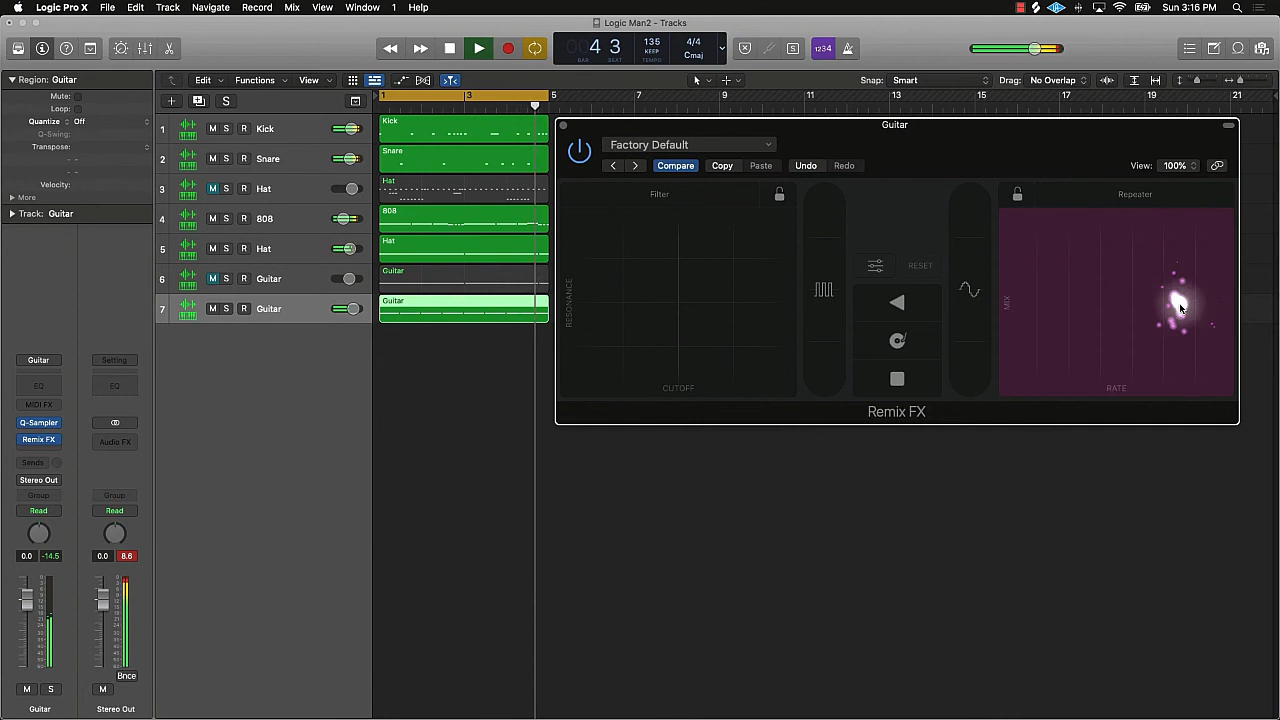 Logic Pro X File Edit Track Navigate Record Mix View Window 1 Help Sun 3:16 PM
Logic Man2 - Tracks
004 3 135 4/4
KEEP Cmaj
BAR BEAT TEMPO
1234
Region: Guitar
Mute:
Loop:
Quantize Off
Q-Swing:
Transpose:
Velocity:
More
Track: Guitar
Edit Functions View Snap: Smart Drag: No Overlap
S
1 3 5 7 9 11 13 15 17 19 21
1 M S R Kick
2 M S R Snare
3 M S R Hat
4 M S R 808
5 M S R Hat
6 M S R Guitar
7 M S R Guitar
Kick
Snare
Hat
808
Hat
Guitar
Guitar
Guitar
Factory Default
Compare Copy Paste Undo Redo View: 100%
Filter Repeater
RESET
RESONANCE MIX
CUTOFF RATE
Remix FX
Guitar Setting
EQ EQ
MIDI FX
Q-Sampler
Remix FX Audio FX
Sends
Stereo Out
Group Group
Read Read
0.0 -14.5 0.0 8.6
Bnce
M S M
Guitar Stereo Out